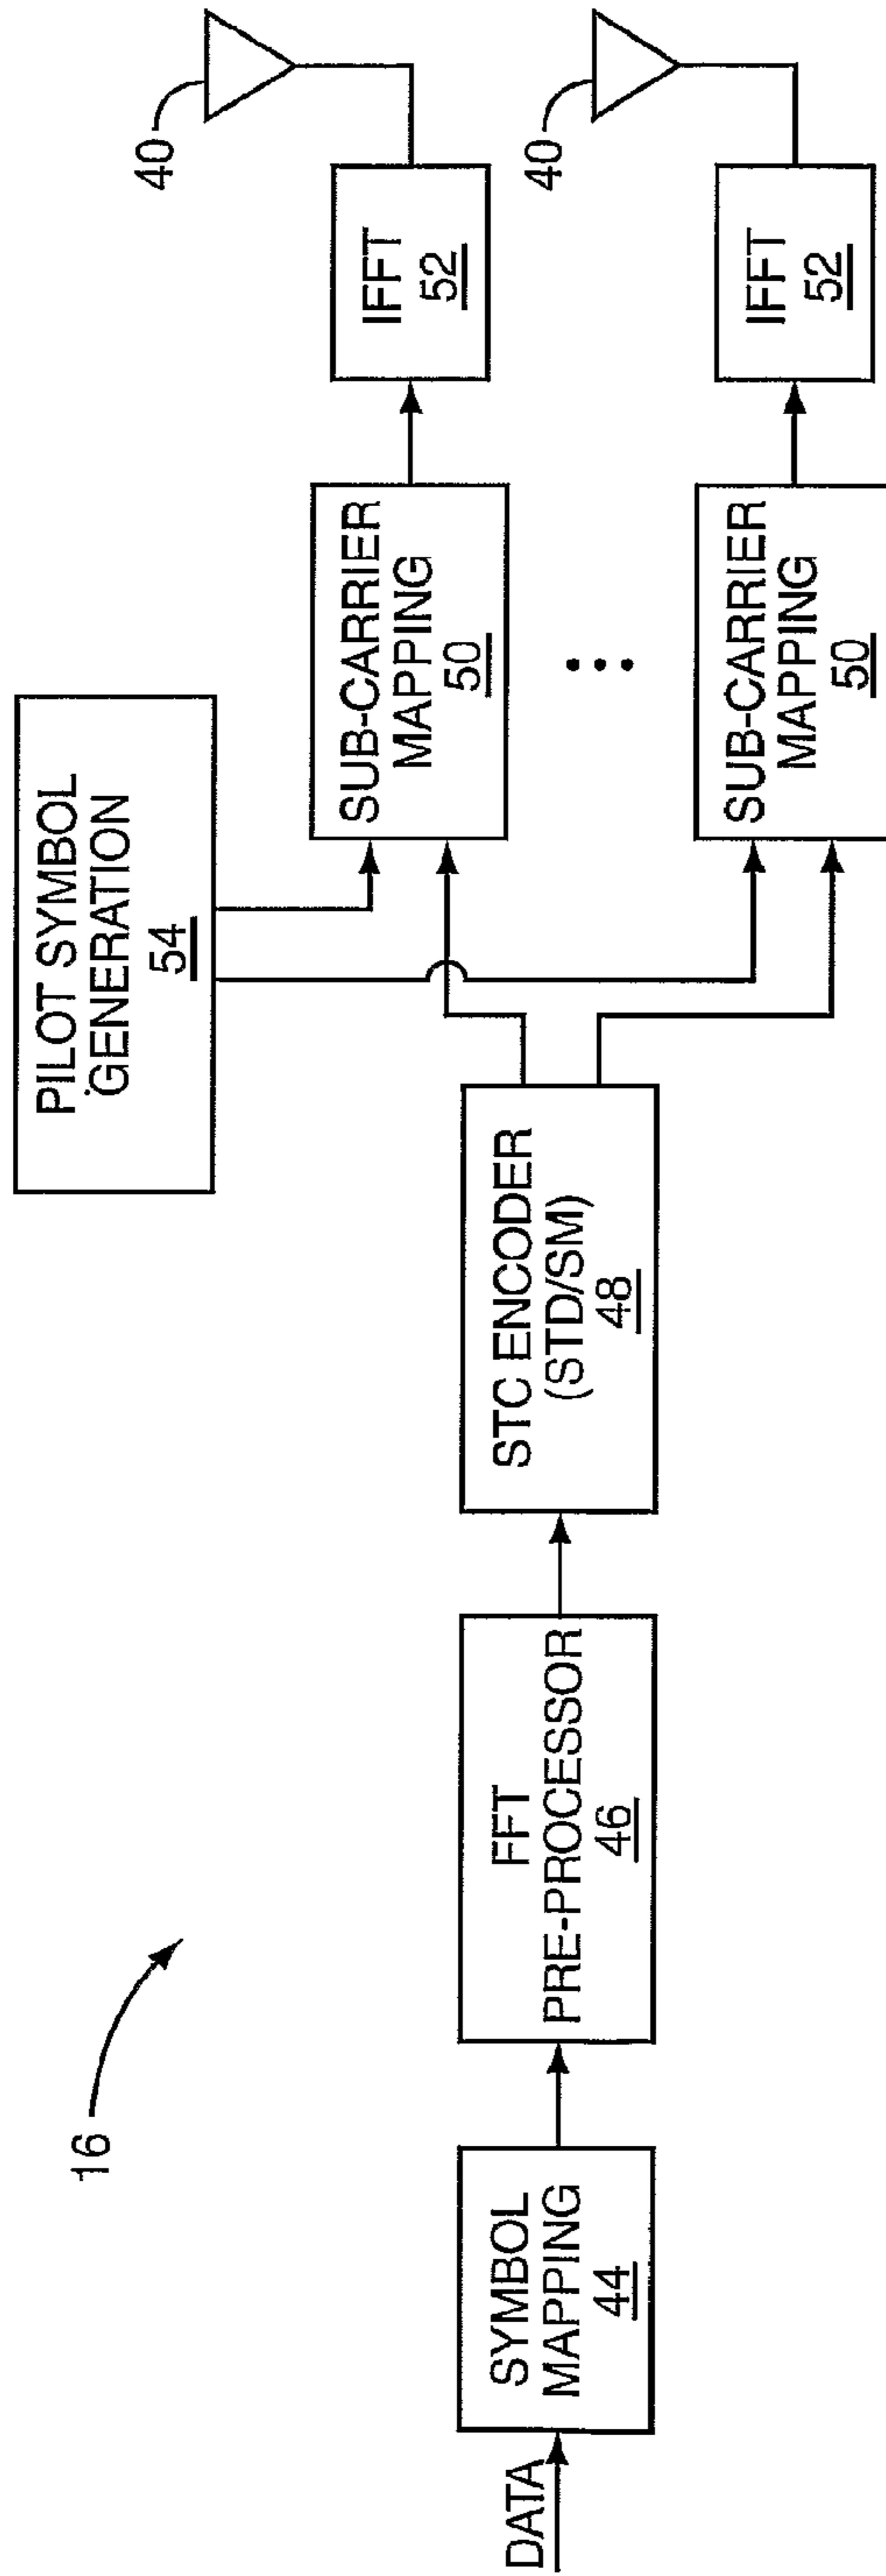 16
DATA
SYMBOL
MAPPING
44
FFT
PRE-PROCESSOR
46
STC ENCODER
(STD/SM)
48
PILOT SYMBOL
GENERATION
54
SUB-CARRIER
MAPPING
50
IFFT
52
40
SUB-CARRIER
MAPPING
50
IFFT
52
40